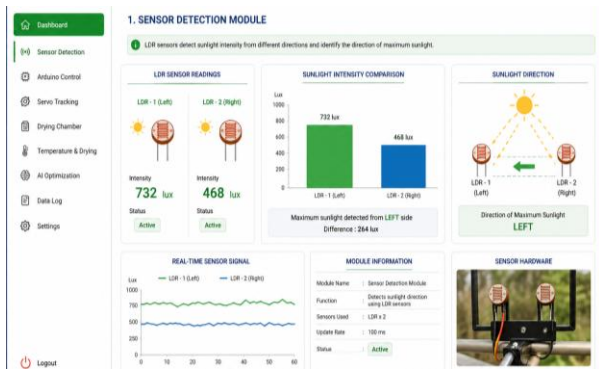 Dashboard
Sensor Detection
Arduino Control
Servo Tracking
Drying Chamber
Temperature & Drying
AI Optimization
Data Log
Settings
Logout
1. SENSOR DETECTION MODULE
LDR sensors detect sunlight intensity from different directions and identify the direction of maximum sunlight.
LDR SENSOR READINGS
LDR - 1 (Left) LDR - 2 (Right)
Intensity Intensity
732 lux 468 lux
Status Status
Active Active
SUNLIGHT INTENSITY COMPARISON
Lux
1000
800
600
400
200
0
732 lux
468 lux
LDR - 1 (Left) LDR - 2 (Right)
Maximum sunlight detected from LEFT side
Difference : 264 lux
SUNLIGHT DIRECTION
LDR - 1 LDR - 2
(Left) (Right)
Direction of Maximum Sunlight
LEFT
REAL-TIME SENSOR SIGNAL
LDR - 1 (Left) LDR - 2 (Right)
Lux
1000
750
500
250
0
0 10 20 30 40 50 60
MODULE INFORMATION
Module Name : Sensor Detection Module
Function : Detects sunlight direction
using LDR sensors
Sensors Used : LDR x 2
Update Rate : 100 ms
Status : Active
SENSOR HARDWARE